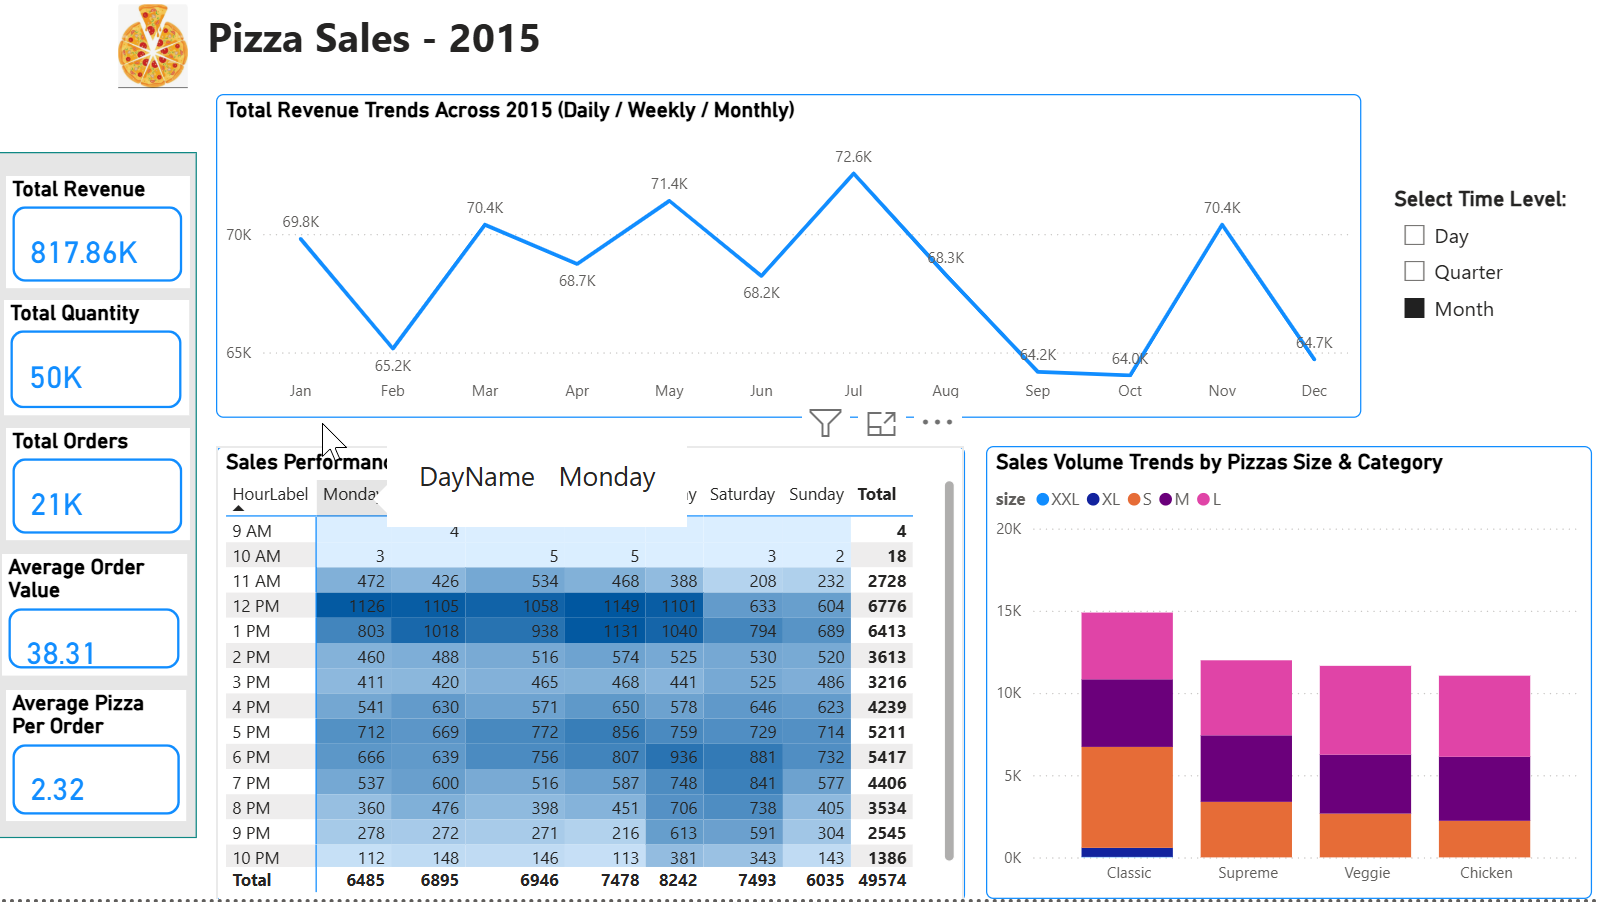 Pizza Sales - 2015
Total Revenue Trends Across 2015 (Daily / Weekly / Monthly)
72.6K
71.4K
70.4K
70.4K
69.8K
70K
68.3K
68.7K
68.2K
65K
64.2K
64.0K
64.7K
65.2K
Jan Feb Mar Apr May Jun Jul Aug Sep Oct Nov Dec
Select Time Level:
Day
Quarter
Month
Total Revenue
817.86K
Total Quantity
50K
Total Orders
21K
Average Order
Value
38.31
Average Pizza
Per Order
2.32
Sales Performanc
DayName Monday
HourLabel Monday Saturday Sunday Total
9 AM 4 4
10 AM 3 5 5 3 2 18
11 AM 472 426 534 468 388 208 232 2728
12 PM 1126 1105 1058 1149 1101 633 604 6776
1 PM 803 1018 938 1131 1040 794 689 6413
2 PM 460 488 516 574 525 530 520 3613
3 PM 411 420 465 468 441 525 486 3216
4 PM 541 630 571 650 578 646 623 4239
5 PM 712 669 772 856 759 729 714 5211
6 PM 666 639 756 807 936 881 732 5417
7 PM 537 600 516 587 748 841 577 4406
8 PM 360 476 398 451 706 738 405 3534
9 PM 278 272 271 216 613 591 304 2545
10 PM 112 148 146 113 381 343 143 1386
Total 6485 6895 6946 7478 8242 7493 6035 49574
Sales Volume Trends by Pizzas Size & Category
size XXL XL S M L
20K
15K
10K
5K
0K
Classic Supreme Veggie Chicken